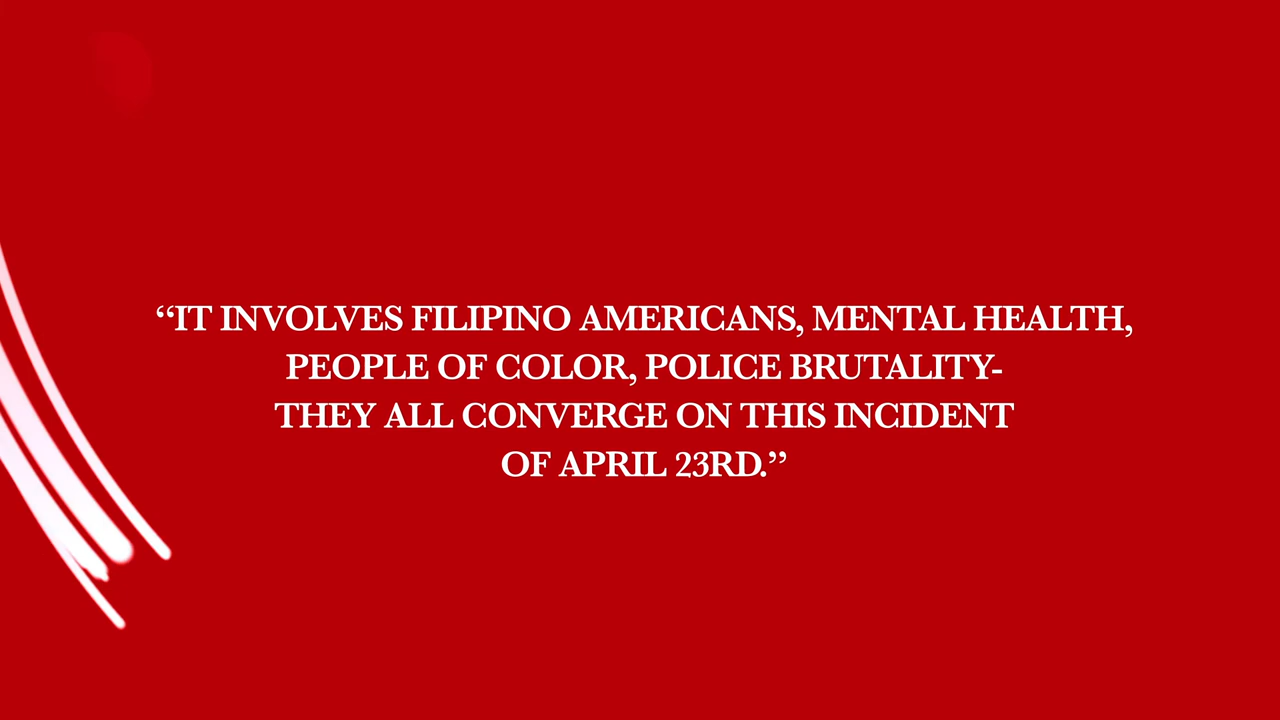 “IT INVOLVES FILIPINO AMERICANS, MENTAL HEALTH,
PEOPLE OF COLOR, POLICE BRUTALITY-
THEY ALL CONVERGE ON THIS INCIDENT
OF APRIL 23RD.”